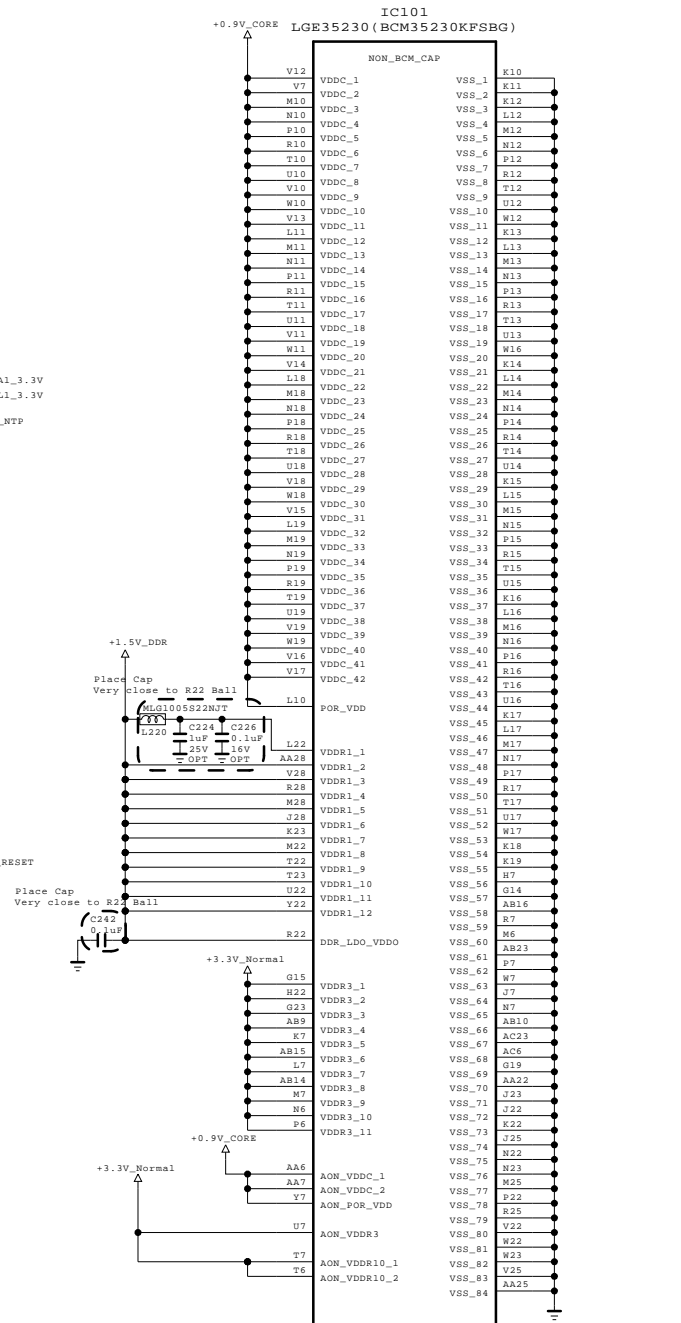 IC101
+0.9V_CORE LGE35230(BCM35230KFSBG)
NON_BCM_CAP
V12 VDDC_1 VSS_1 K10
V7 VDDC_2 VSS_2 K11
M10 VDDC_3 VSS_3 K12
N10 VDDC_4 VSS_4 L12
P10 VDDC_5 VSS_5 M12
R10 VDDC_6 VSS_6 N12
T10 VDDC_7 VSS_7 P12
U10 VDDC_8 VSS_8 R12
V10 VDDC_9 VSS_9 T12
W10 VDDC_10 VSS_10 U12
V13 VDDC_11 VSS_11 W12
L11 VDDC_12 VSS_12 K13
M11 VDDC_13 VSS_13 L13
N11 VDDC_14 VSS_14 M13
P11 VDDC_15 VSS_15 N13
R11 VDDC_16 VSS_16 P13
T11 VDDC_17 VSS_17 R13
U11 VDDC_18 VSS_18 T13
V11 VDDC_19 VSS_19 U13
W11 VDDC_20 VSS_20 W16
V14 VDDC_21 VSS_21 K14
A1_3.3V
L18 VDDC_22 VSS_22 L14
L1_3.3V
M18 VDDC_23 VSS_23 M14
N18 VDDC_24 VSS_24 N14
_NTP
P18 VDDC_25 VSS_25 P14
R18 VDDC_26 VSS_26 R14
T18 VDDC_27 VSS_27 T14
U18 VDDC_28 VSS_28 U14
V18 VDDC_29 VSS_29 K15
W18 VDDC_30 VSS_30 L15
V15 VDDC_31 VSS_31 M15
L19 VDDC_32 VSS_32 N15
M19 VDDC_33 VSS_33 P15
N19 VDDC_34 VSS_34 R15
P19 VDDC_35 VSS_35 T15
R19 VDDC_36 VSS_36 U15
T19 VDDC_37 VSS_37 K16
U19 VDDC_38 VSS_38 L16
V19 VDDC_39 VSS_39 M16
W19 VDDC_40 VSS_40 N16
+1.5V_DDR
V16 VDDC_41 VSS_41 P16
V17 VDDC_42 VSS_42 R16
Place Cap
Very close to R22 Ball
VSS_43 T16
L10 POR_VDD VSS_44 U16
MLG1005S22NJT
VSS_45 K17
L220
C224
1uF
25V
OPT
C226
0.1uF
16V
OPT
VSS_46 L17
L22 VDDR1_1 VSS_47 M17
AA28 VDDR1_2 VSS_48 N17
V28 VDDR1_3 VSS_49 P17
R28 VDDR1_4 VSS_50 R17
M28 VDDR1_5 VSS_51 T17
J28 VDDR1_6 VSS_52 U17
K23 VDDR1_7 VSS_53 W17
M22 VDDR1_8 VSS_54 K18
_RESET
T22 VDDR1_9 VSS_55 K19
T23 VDDR1_10 VSS_56 H7
U22 VDDR1_11 VSS_57 G14
Place Cap
Very close to R22 Ball
Y22 VDDR1_12 VSS_58 AB16
C242
0.1uF
VSS_59 R7
R22 DDR_LDO_VDDO VSS_60 M6
VSS_61 AB23
+3.3V_Normal
VSS_62 P7
G15 VDDR3_1 VSS_63 W7
H22 VDDR3_2 VSS_64 J7
G23 VDDR3_3 VSS_65 N7
AB9 VDDR3_4 VSS_66 AB10
K7 VDDR3_5 VSS_67 AC23
AB15 VDDR3_6 VSS_68 AC6
L7 VDDR3_7 VSS_69 G19
AB14 VDDR3_8 VSS_70 AA22
M7 VDDR3_9 VSS_71 J23
N6 VDDR3_10 VSS_72 J22
P6 VDDR3_11 VSS_73 K22
+0.9V_CORE
VSS_74 J25
VSS_75 N22
+3.3V_Normal
AA6 AON_VDDC_1 VSS_76 N23
AA7 AON_VDDC_2 VSS_77 M25
Y7 AON_POR_VDD VSS_78 P22
VSS_79 R25
U7 AON_VDDR3 VSS_80 V22
VSS_81 W22
T7 AON_VDDR10_1 VSS_82 W23
T6 AON_VDDR10_2 VSS_83 V25
VSS_84 AA25